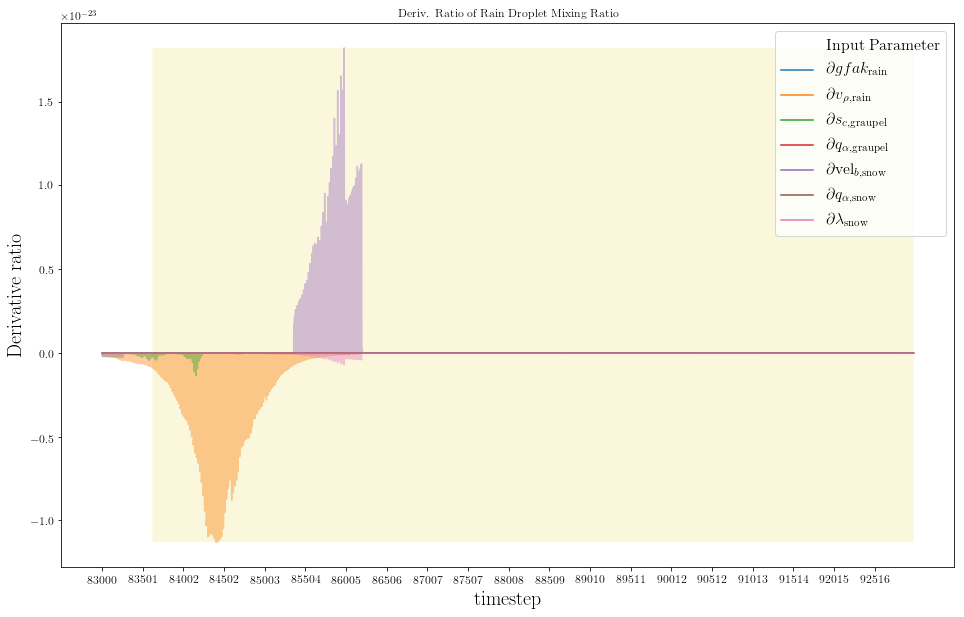 Deriv. Ratio of Rain Droplet Mixing Ratio
×10⁻²³
Input Parameter
∂gfak_rain
∂v_ρ,rain
∂s_c,graupel
∂q_α,graupel
∂vel_b,snow
∂q_α,snow
∂λ_snow
Derivative ratio
1.5
1.0
0.5
0.0
−0.5
−1.0
83000 83501 84002 84502 85003 85504 86005 86506 87007 87507 88008 88509 89010 89511 90012 90512 91013 91514 92015 92516
timestep